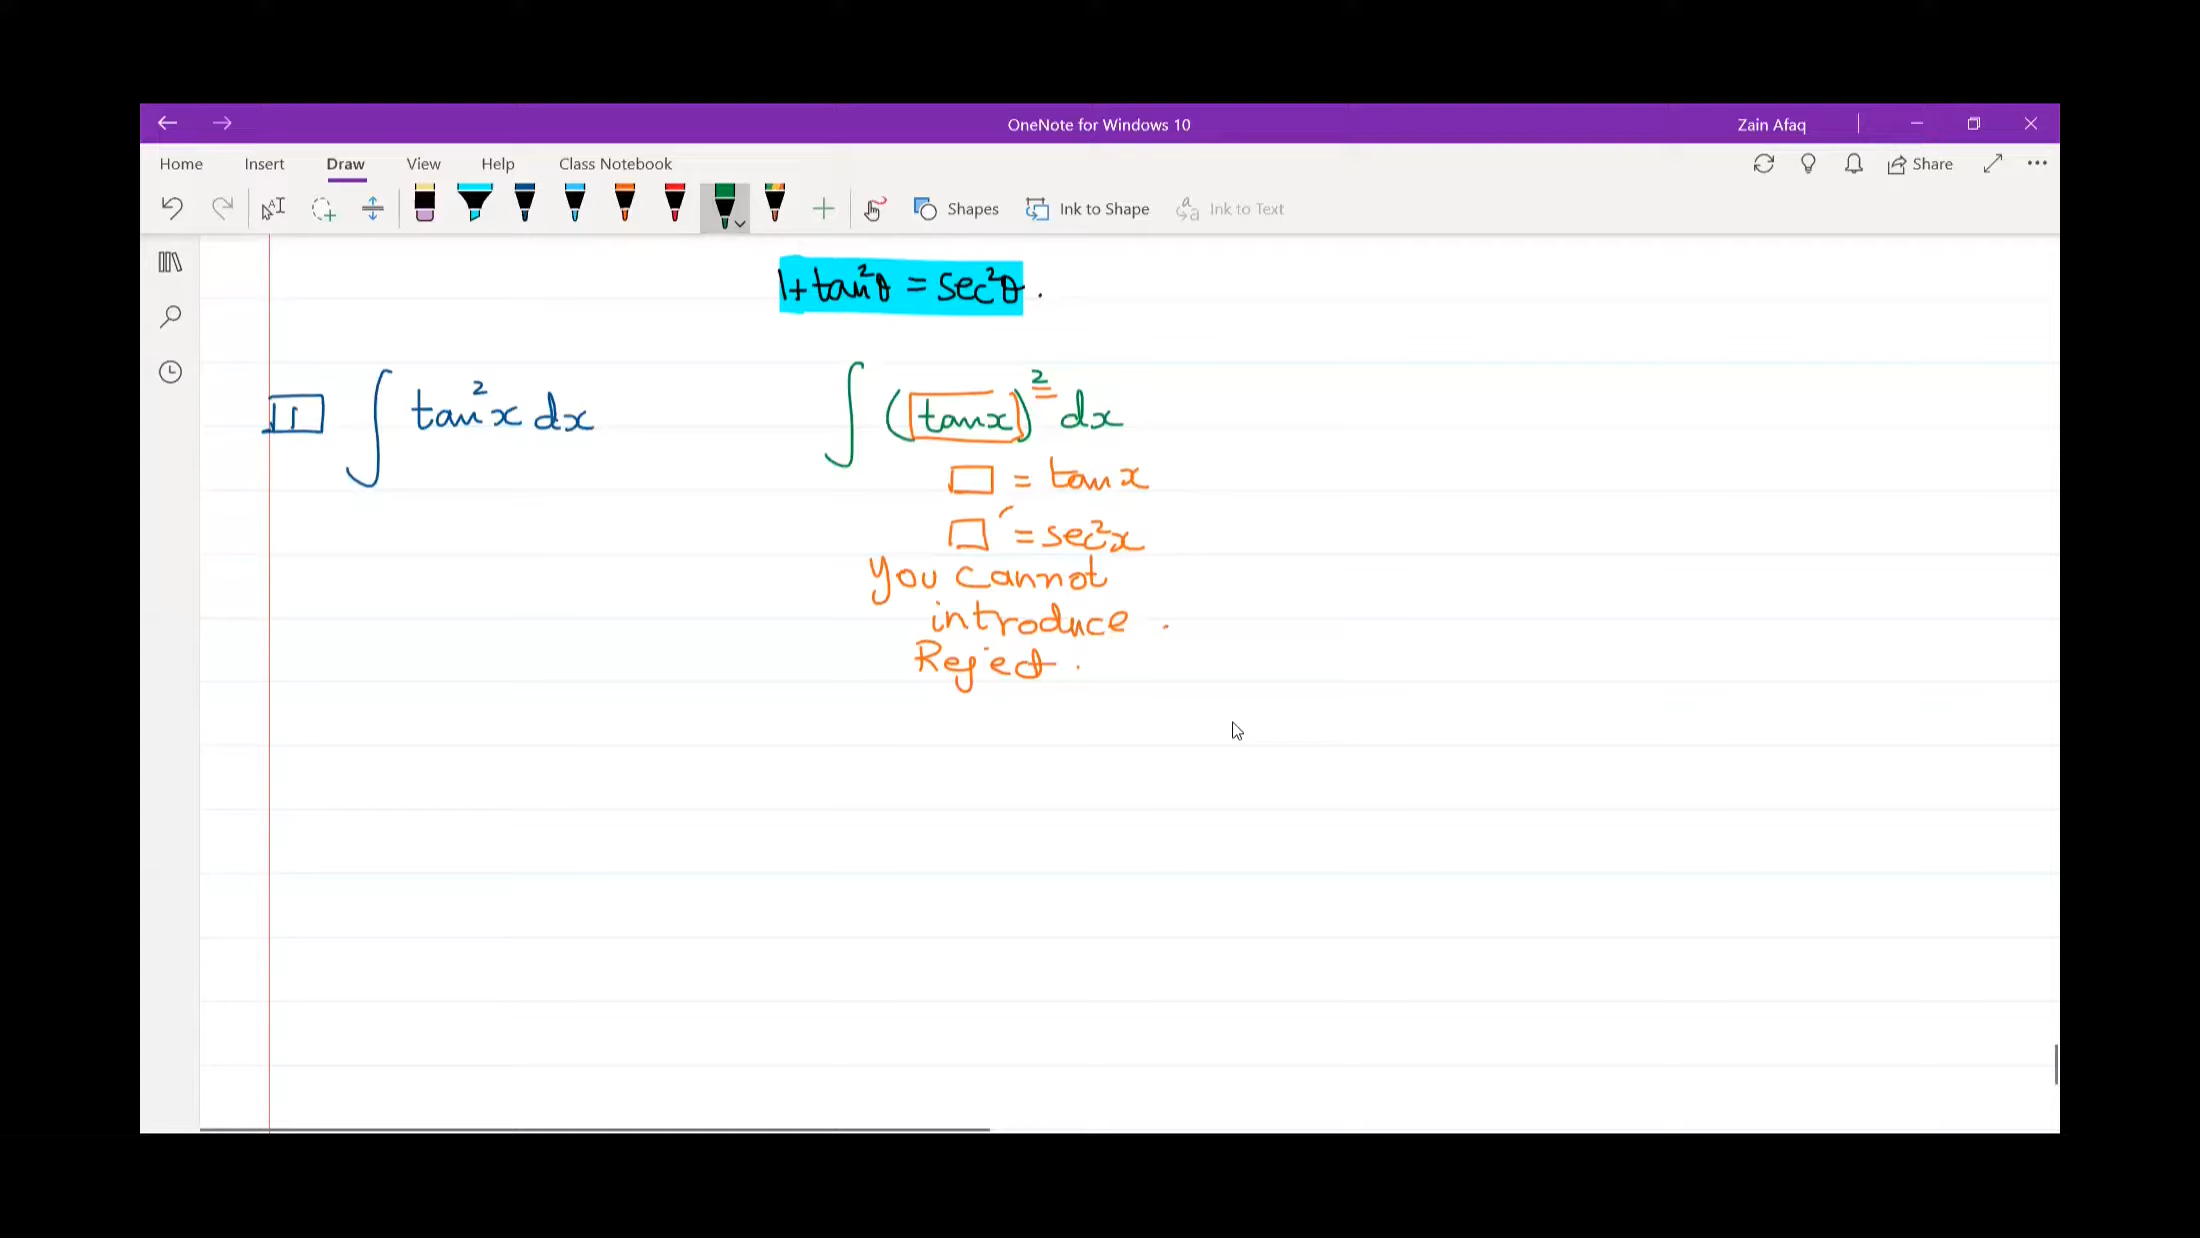 OneNote for Windows 10
Zain Afaq
Home Insert Draw View Help Class Notebook
Share
Shapes Ink to Shape Ink to Text
1+tan²θ = sec²θ.
11 ∫ tan²x dx
∫ (tanx)² dx
□ = tanx
□′ = sec²x
You cannot
introduce.
Reject.